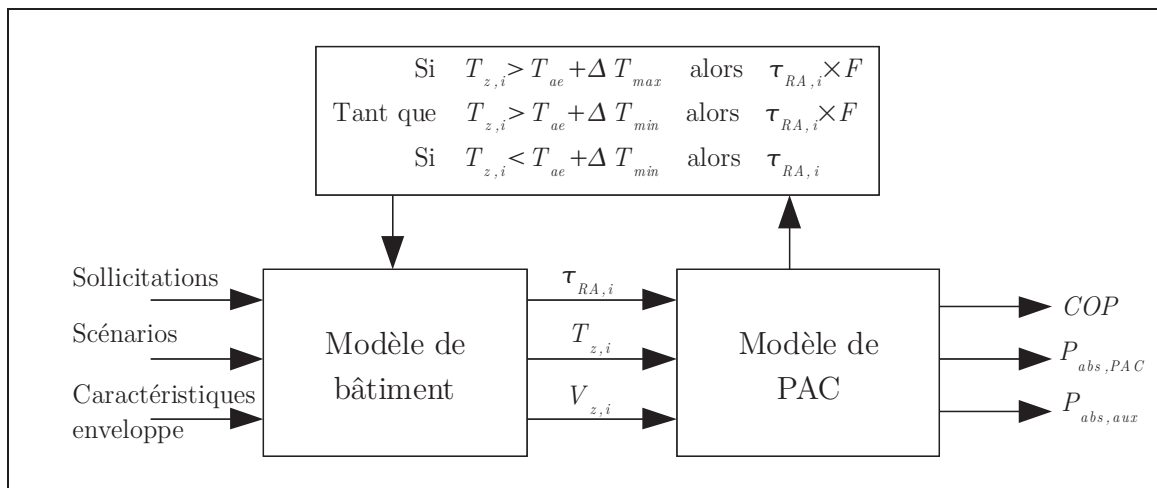 Si T_{z,i} > T_{ae} + Δ T_{max} alors τ_{RA,i} × F
Tant que T_{z,i} > T_{ae} + Δ T_{min} alors τ_{RA,i} × F
Si T_{z,i} < T_{ae} + Δ T_{min} alors τ_{RA,i}
Sollicitations
Scénarios
Caractéristiques
enveloppe
Modèle de
bâtiment
τ_{RA,i}
T_{z,i}
V_{z,i}
Modèle de
PAC
COP
P_{abs,PAC}
P_{abs,aux}